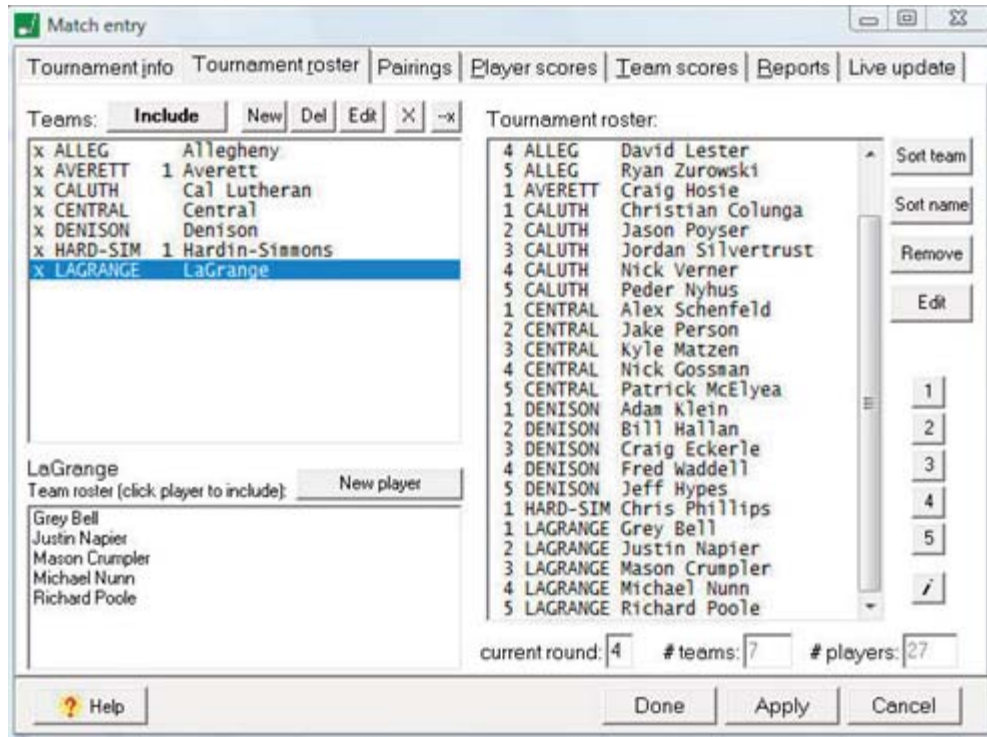 Match entry
Tournament info Tournament roster Pairings Player scores Team scores Reports Live update
Teams: Include New Del Edit X -x
x ALLEG Allegheny
x AVERETT 1 Averett
x CALUTH Cal Lutheran
x CENTRAL Central
x DENISON Denison
x HARD-SIM 1 Hardin-Simmons
x LAGRANGE LaGrange
LaGrange
Team roster (click player to include): New player
Grey Bell
Justin Napier
Mason Crumpler
Michael Nunn
Richard Poole
Tournament roster:
4 ALLEG David Lester
5 ALLEG Ryan Zurowski
1 AVERETT Craig Hosie
1 CALUTH Christian Colunga
2 CALUTH Jason Poyser
3 CALUTH Jordan Silvertrust
4 CALUTH Nick Verner
5 CALUTH Peder Nyhus
1 CENTRAL Alex Schenfeld
2 CENTRAL Jake Person
3 CENTRAL Kyle Matzen
4 CENTRAL Nick Gossman
5 CENTRAL Patrick McElyea
1 DENISON Adam Klein
2 DENISON Bill Hallan
3 DENISON Craig Eckerle
4 DENISON Fred Waddell
5 DENISON Jeff Hypes
1 HARD-SIM Chris Phillips
1 LAGRANGE Grey Bell
2 LAGRANGE Justin Napier
3 LAGRANGE Mason Crumpler
4 LAGRANGE Michael Nunn
5 LAGRANGE Richard Poole
Sort team
Sort name
Remove
Edit
1
2
3
4
5
i
current round: 4 # teams: 7 # players: 27
? Help Done Apply Cancel